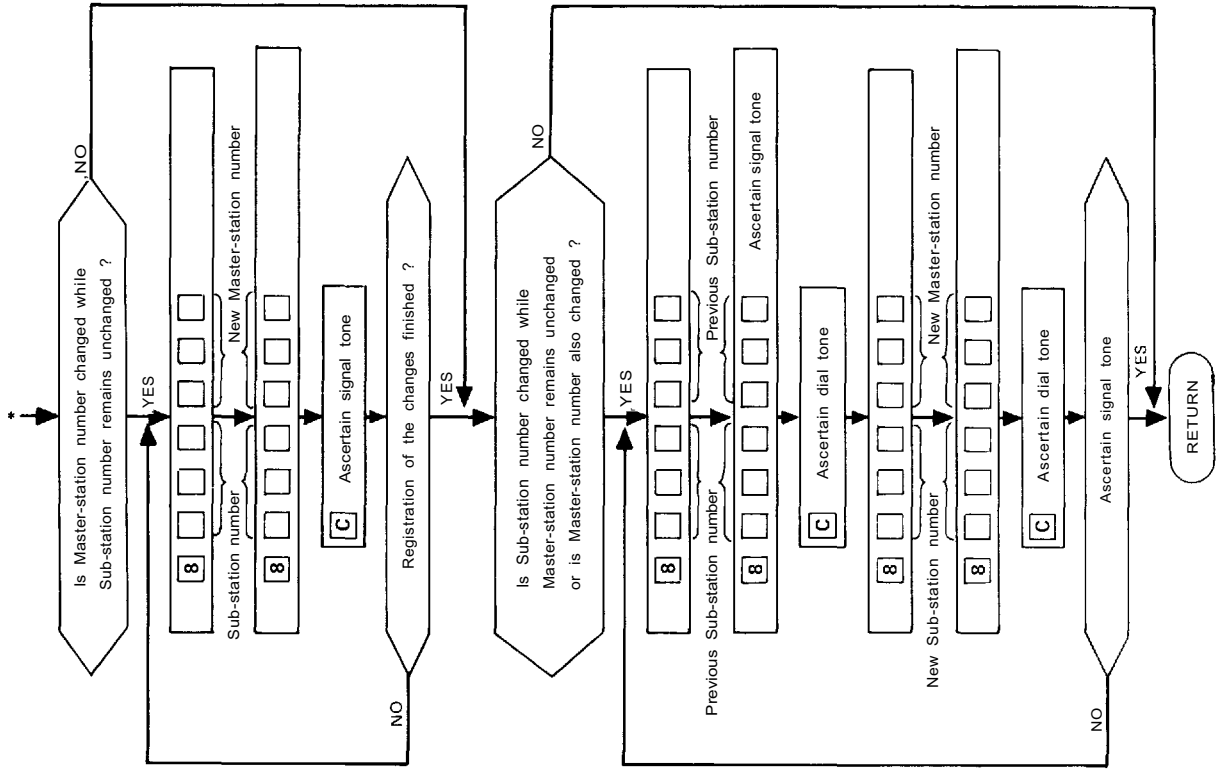 *
Is Master-station number changed while
Sub-station number remains unchanged ?
NO
YES
8
Sub-station number New Master-station number
8
C Ascertain signal tone
Registration of the changes finished ?
NO
YES
Is Sub-station number changed while
Master-station number remains unchanged
or is Master-station number also changed ?
NO
YES
8
Previous Sub-station number Previous Sub-station number
8 Ascertain signal tone
C Ascertain dial tone
8
New Sub-station number New Master-station number
8
C Ascertain dial tone
Ascertain signal tone
NO
YES
RETURN